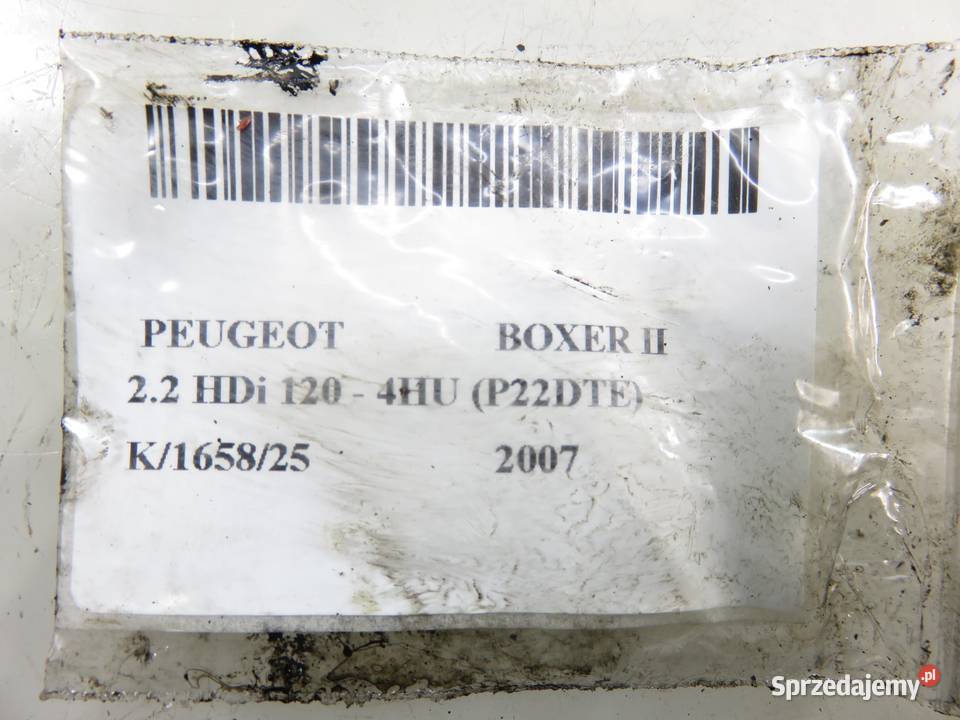 PEUGEOT BOXER II
2.2 HDi 120 - 4HU (P22DTE)
K/1658/25 2007
Sprzedajemy.pl